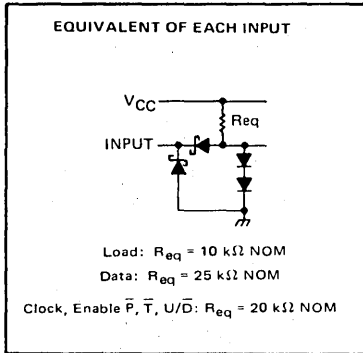 EQUIVALENT OF EACH INPUT
VCC
Req
INPUT
Load: Req = 10 kΩ NOM
Data: Req = 25 kΩ NOM
Clock, Enable P̅, T̅, U/D̅: Req = 20 kΩ NOM